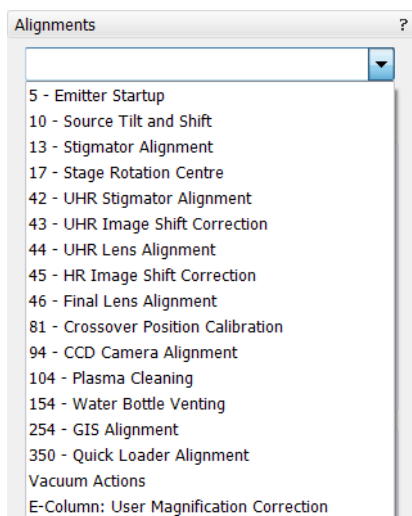 Alignments ?
5 - Emitter Startup
10 - Source Tilt and Shift
13 - Stigmator Alignment
17 - Stage Rotation Centre
42 - UHR Stigmator Alignment
43 - UHR Image Shift Correction
44 - UHR Lens Alignment
45 - HR Image Shift Correction
46 - Final Lens Alignment
81 - Crossover Position Calibration
94 - CCD Camera Alignment
104 - Plasma Cleaning
154 - Water Bottle Venting
254 - GIS Alignment
350 - Quick Loader Alignment
Vacuum Actions
E-Column: User Magnification Correction